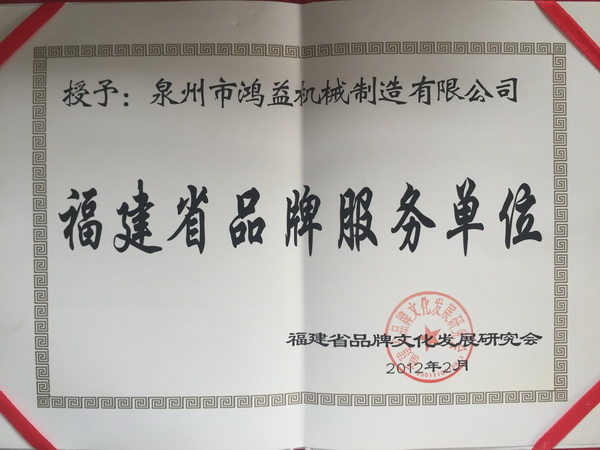 授予：泉州市鸿益机械制造有限公司
福建省品牌服务单位
福建省品牌文化发展研究会
2012年2月